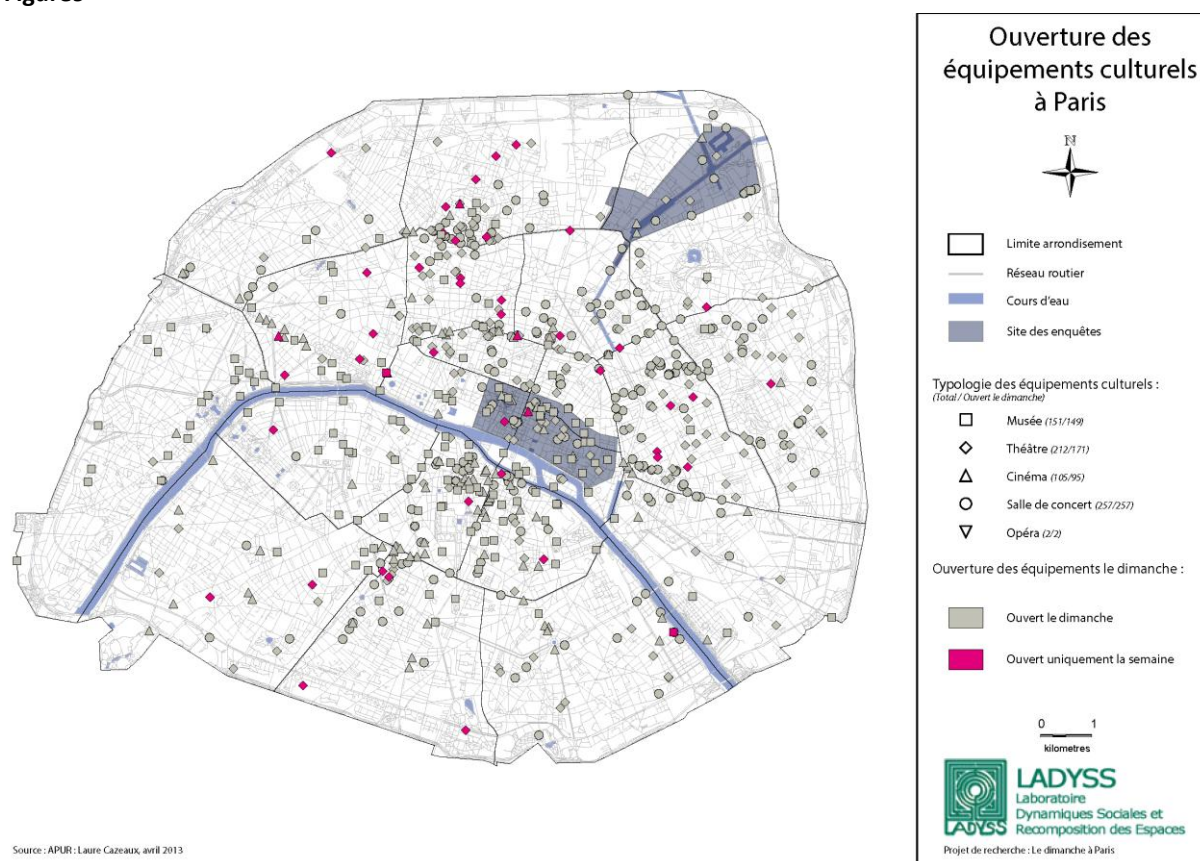 Figures
Ouverture des
équipements culturels
à Paris
N
Limite arrondisement
Réseau routier
Cours d'eau
Site des enquêtes
Typologie des équipements culturels :
(Total / Ouvert le dimanche)
Musée (151/149)
Théâtre (212/171)
Cinéma (105/95)
Salle de concert (257/257)
Opéra (2/2)
Ouverture des équipements le dimanche :
Ouvert le dimanche
Ouvert uniquement la semaine
0 1
kilometres
LADYSS
Laboratoire
Dynamiques Sociales et
Recomposition des Espaces
LADYSS
Projet de recherche : Le dimanche à Paris
Source : APUR : Laure Cazeaux, avril 2013